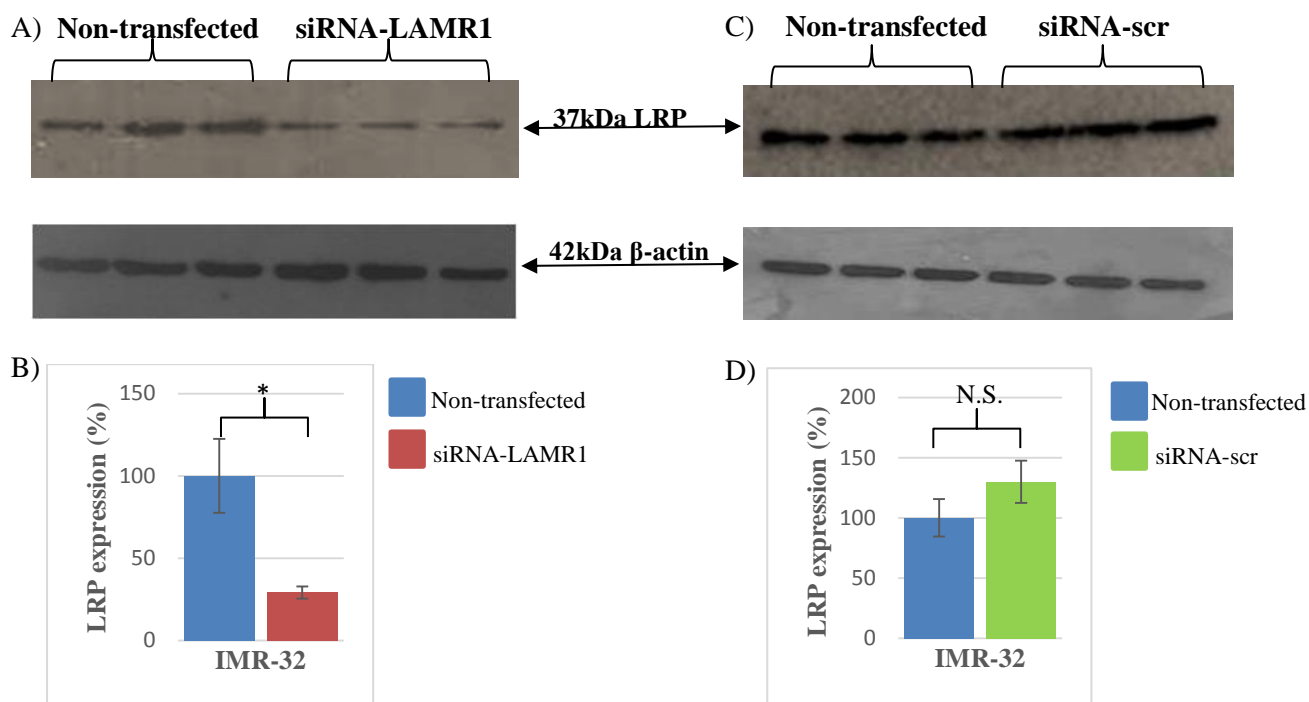 A) Non-transfected siRNA-LAMR1
C) Non-transfected siRNA-scr
37kDa LRP
42kDa β-actin
B)
LRP expression (%)
150
100
50
0
*
IMR-32
Non-transfected
siRNA-LAMR1
D)
LRP expression (%)
200
150
100
50
0
N.S.
IMR-32
Non-transfected
siRNA-scr